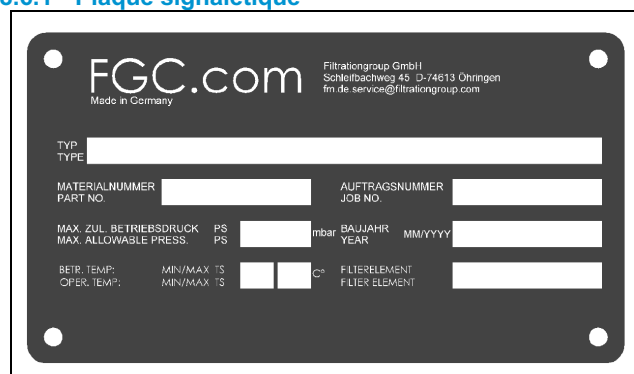 Plaque signalétique
FGC.com
Made in Germany
Filtrationgroup GmbH
Schleifbachweg 45 D-74613 Öhringen
fm.de.service@filtrationgroup.com
TYP
TYPE
MATERIALNUMMER
PART NO.
AUFTRAGSNUMMER
JOB NO.
MAX. ZUL. BETRIEBSDRUCK PS
MAX. ALLOWABLE PRESS. PS
mbar
BAUJAHR
YEAR
MM/YYYY
BETR. TEMP: MIN/MAX TS
OPER. TEMP: MIN/MAX TS
C°
FILTERELEMENT
FILTER ELEMENT